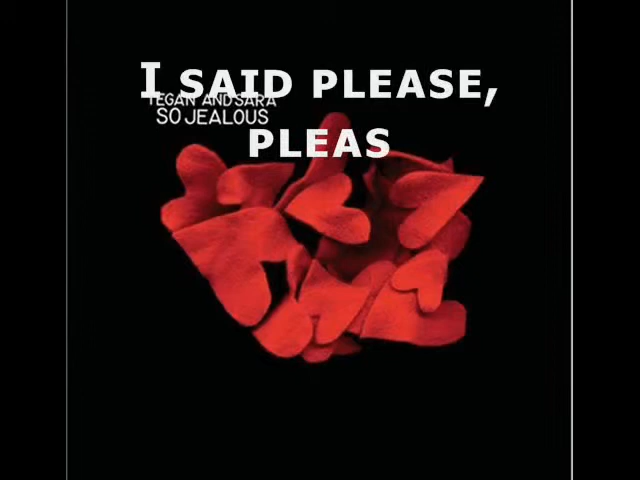 I SAID PLEASE,
TEGAN AND SARA
SO JEALOUS
PLEAS